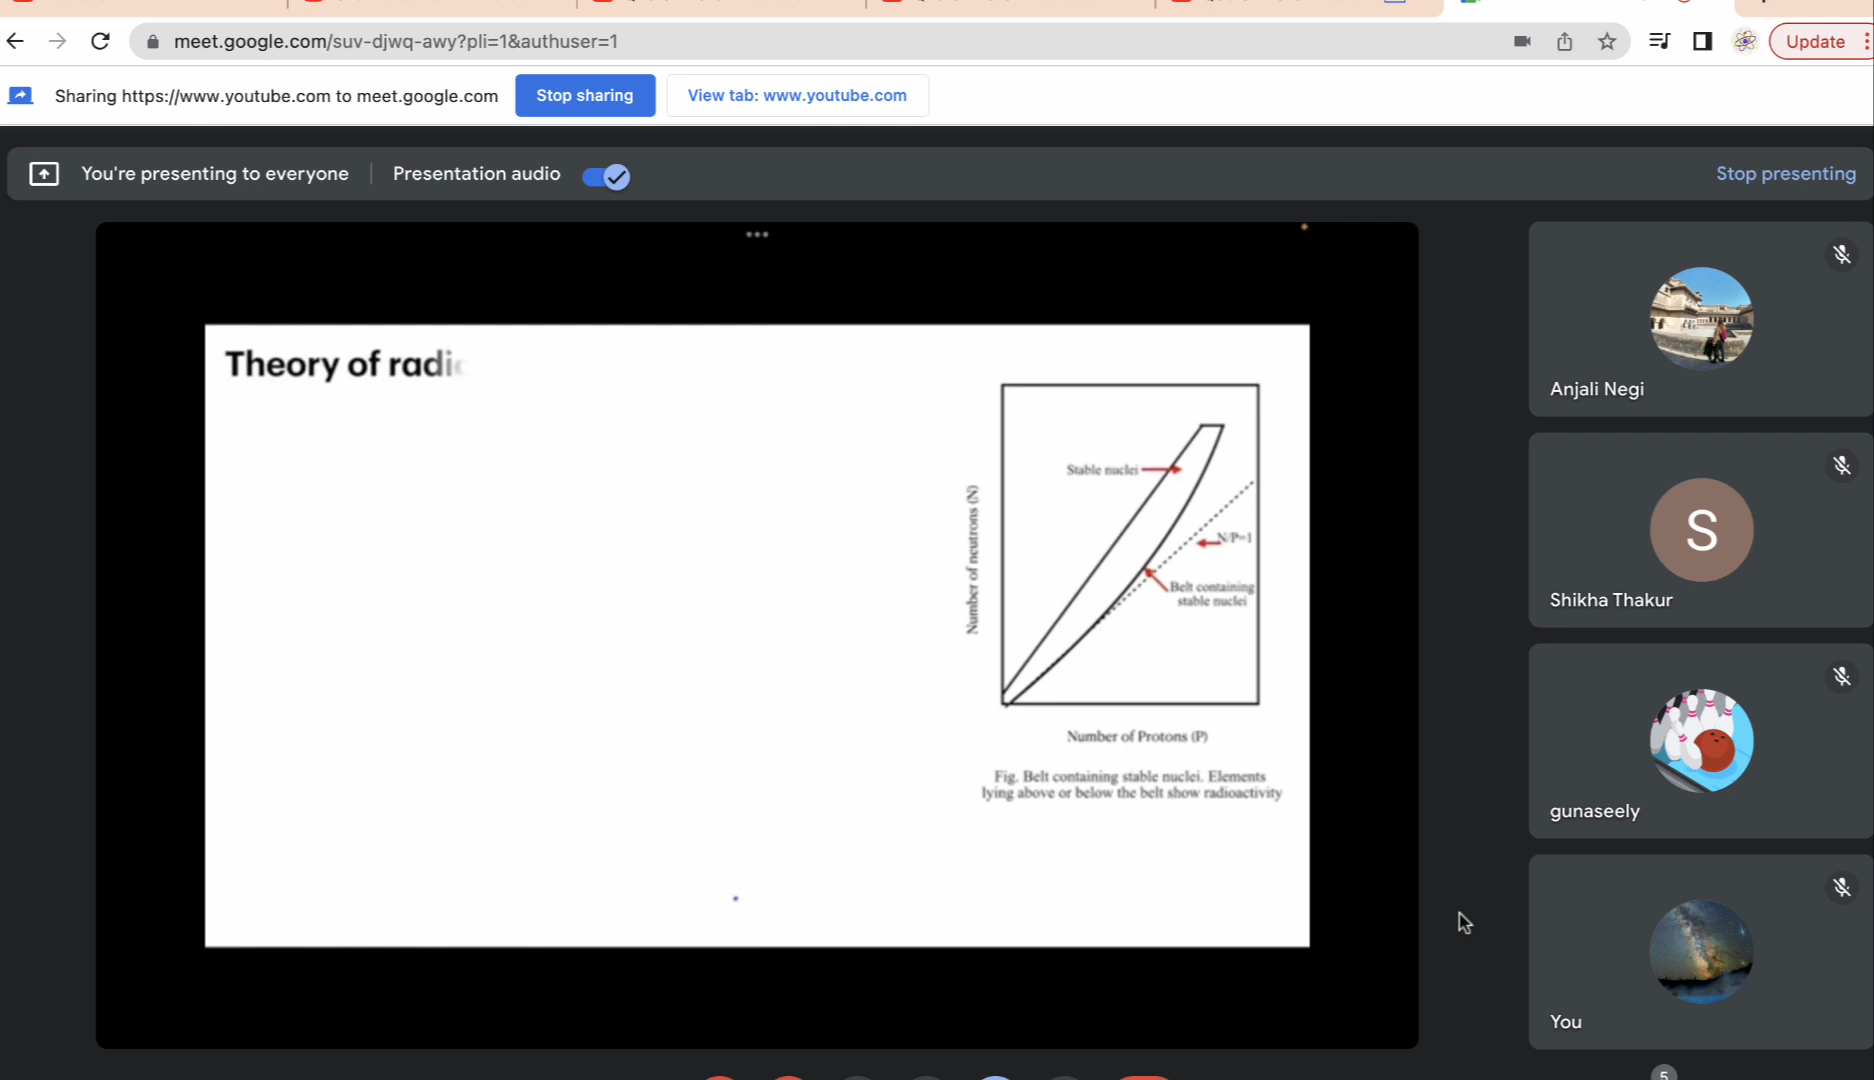 meet.google.com/suv-djwq-awy?pli=1&authuser=1
Update
Sharing https://www.youtube.com to meet.google.com
Stop sharing
View tab: www.youtube.com
You're presenting to everyone
Presentation audio
Stop presenting
Theory of radi
Stable nuclei
N/P=1
Belt containing
stable nuclei
Number of neutrons (N)
Number of Protons (P)
Fig. Belt containing stable nuclei. Elements
lying above or below the belt show radioactivity
Anjali Negi
S
Shikha Thakur
gunaseely
You
5